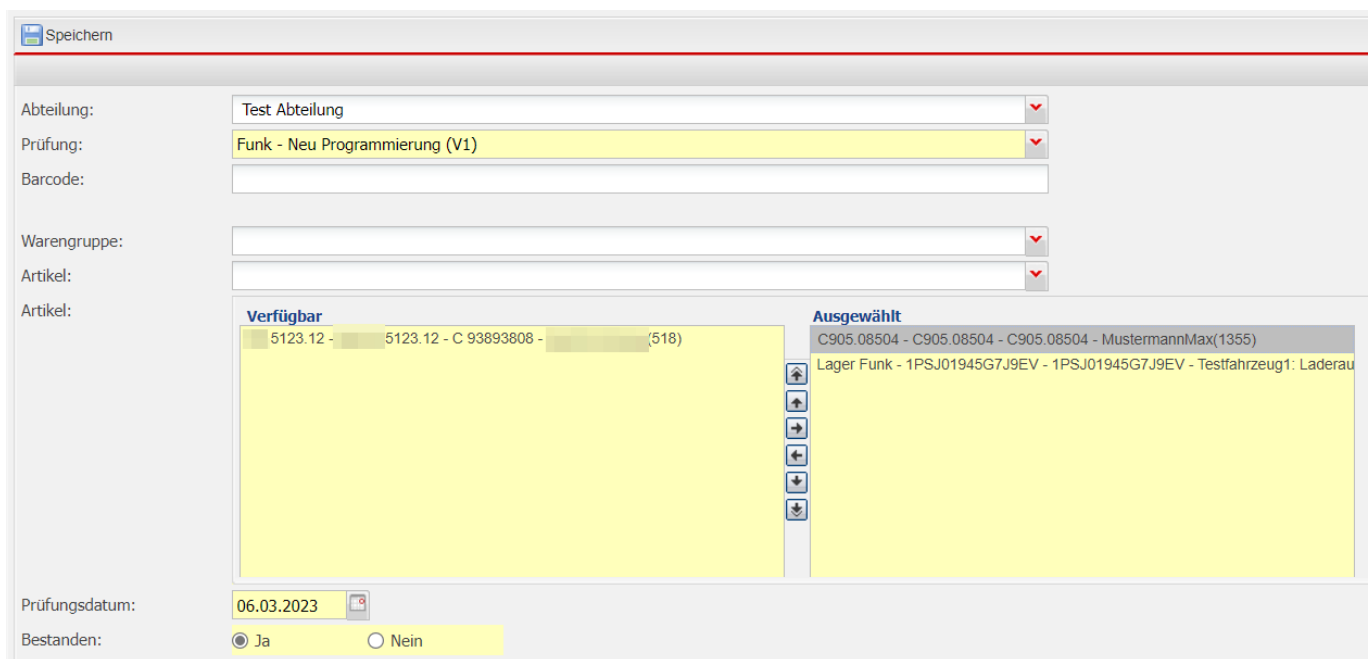 Speichern
Abteilung: Test Abteilung
Prüfung: Funk - Neu Programmierung (V1)
Barcode:
Warengruppe:
Artikel:
Artikel:
Verfügbar
5123.12 - 5123.12 - C 93893808 - (518)
Ausgewählt
C905.08504 - C905.08504 - C905.08504 - MustermannMax(1355)
Lager Funk - 1PSJ01945G7J9EV - 1PSJ01945G7J9EV - Testfahrzeug1: Laderau
Prüfungsdatum: 06.03.2023
Bestanden: Ja Nein